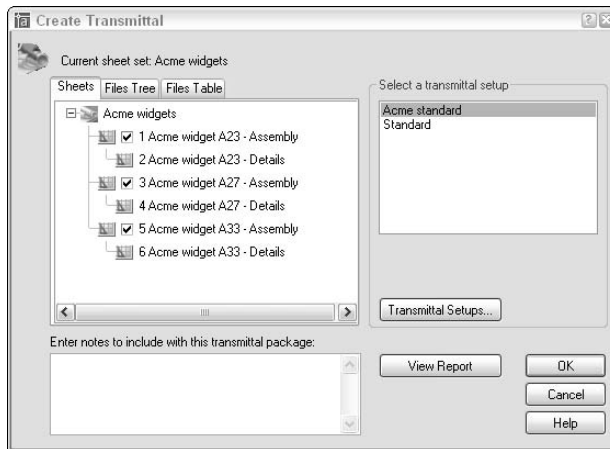 Create Transmittal
Current sheet set: Acme widgets
Sheets
Files Tree
Files Table
Acme widgets
1 Acme widget A23 - Assembly
2 Acme widget A23 - Details
3 Acme widget A27 - Assembly
4 Acme widget A27 - Details
5 Acme widget A33 - Assembly
6 Acme widget A33 - Details
Select a transmittal setup
Acme standard
Standard
Transmittal Setups...
Enter notes to include with this transmittal package:
View Report
OK
Cancel
Help